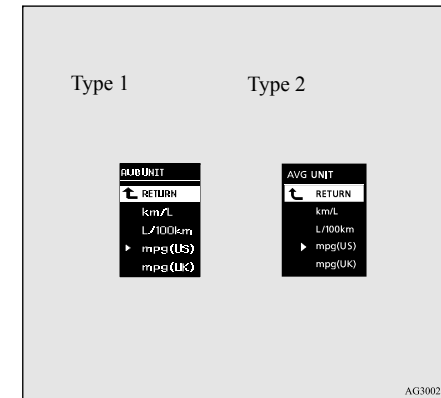 Type 1
Type 2
AVG UNIT
RETURN
km/L
L/100km
mpg(US)
mpg(UK)
AVG UNIT
RETURN
km/L
L/100km
mpg(US)
mpg(UK)
AG3002